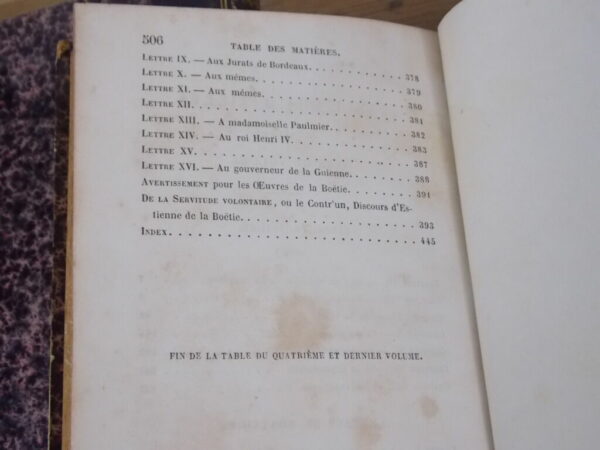 506 TABLE DES MATIÈRES.
LETTRE IX. — Aux Jurats de Bordeaux. . . . . . . . . . . 378
LETTRE X. — Aux mêmes. . . . . . . . . . . . . . . . . . 379
LETTRE XI. — Aux mêmes. . . . . . . . . . . . . . . . . 380
LETTRE XII. . . . . . . . . . . . . . . . . . . . . . . 381
LETTRE XIII. — A madamoiselle Paulmier. . . . . . . . . . 382
LETTRE XIV. — Au roi Henri IV. . . . . . . . . . . . . . 383
LETTRE XV. . . . . . . . . . . . . . . . . . . . . . . . 387
LETTRE XVI. — Au gouverneur de la Guienne. . . . . . . . 388
AVERTISSEMENT pour les Œuvres de la Boëtie. . . . . . . . 391
DE LA SERVITUDE VOLONTAIRE, ou le Contr'un, Discours d'Es-
tienne de la Boëtie. . . . . . . . . . . . . . . . . . . 393
INDEX. . . . . . . . . . . . . . . . . . . . . . . . . . 445
FIN DE LA TABLE DU QUATRIÈME ET DERNIER VOLUME.